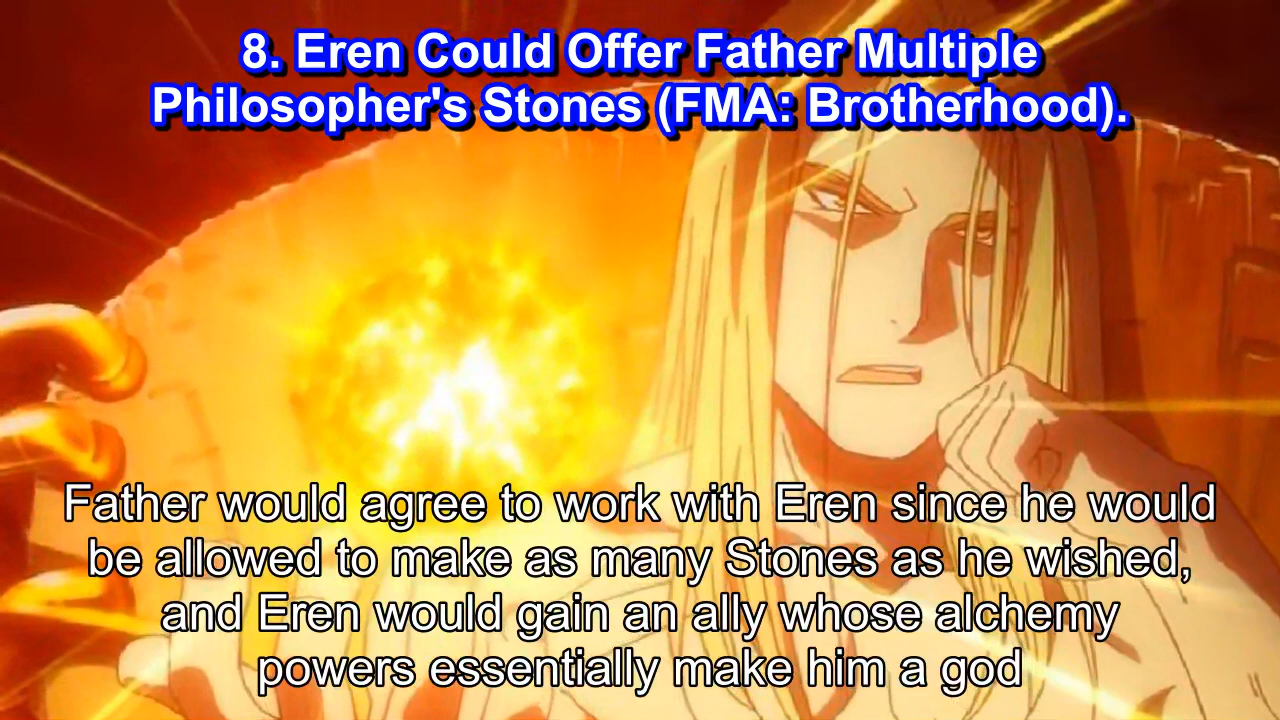 8. Eren Could Offer Father Multiple
Philosopher's Stones (FMA: Brotherhood).
Father would agree to work with Eren since he would
be allowed to make as many Stones as he wished,
and Eren would gain an ally whose alchemy
powers essentially make him a god